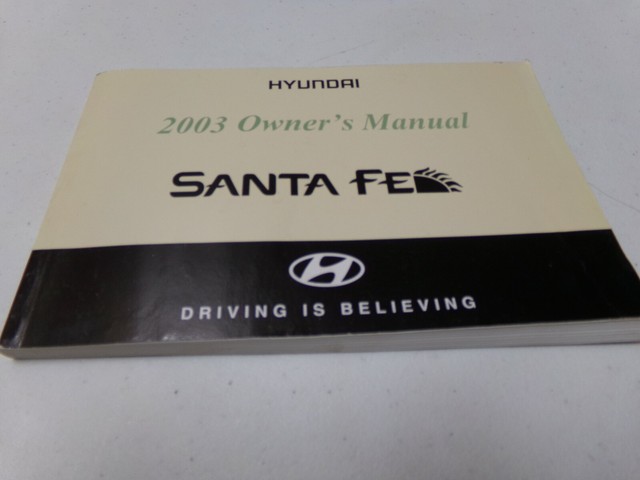 HYUNDAI
2003 Owner's Manual
SANTA FE
DRIVING IS BELIEVING